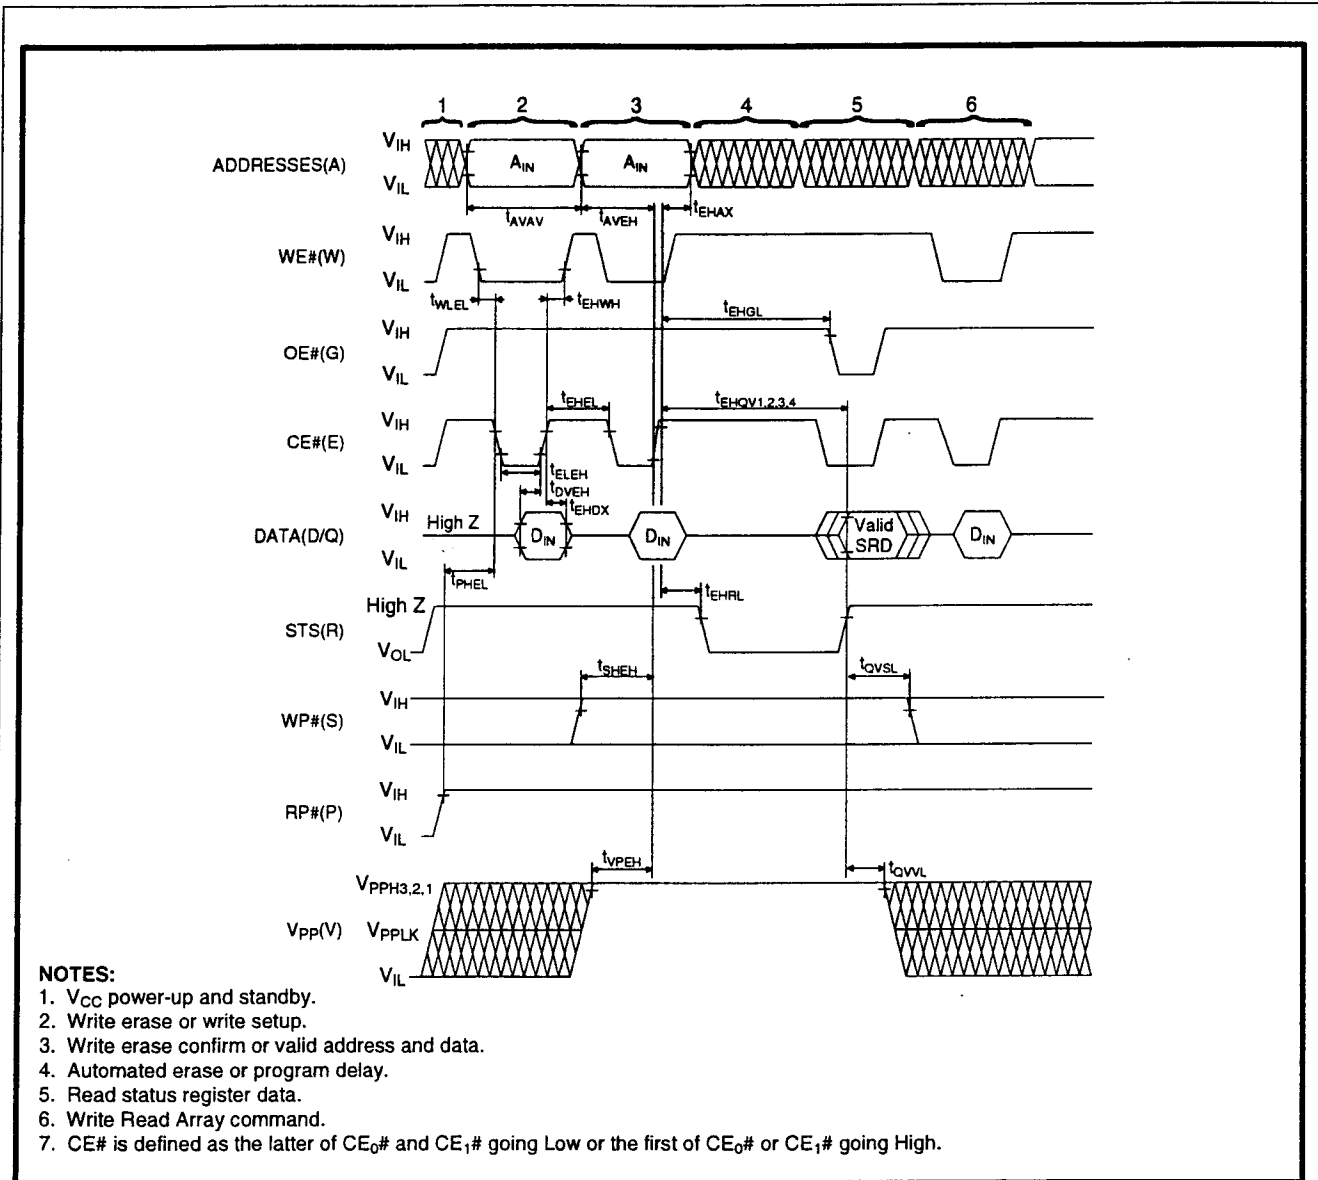 1 2 3 4 5 6
ADDRESSES(A) VIH VIL AIN AIN
tAVAV tAVEH tEHAX
WE#(W) VIH VIL
tWLEL tEHWH
OE#(G) VIH VIL
tEHGL
CE#(E) VIH VIL
tEHEL tEHQV1,2,3,4
tELEH
tDVEH
tEHDX
DATA(D/Q) VIH VIL High Z DIN DIN Valid SRD DIN
tPHEL
STS(R) High Z VOL
tEHRL
tSHEH tQVSL
WP#(S) VIH VIL
RP#(P) VIH VIL
tVPEH tQVVL
VPP(V) VPPH3,2,1 VPPLK VIL
NOTES:
1. VCC power-up and standby.
2. Write erase or write setup.
3. Write erase confirm or valid address and data.
4. Automated erase or program delay.
5. Read status register data.
6. Write Read Array command.
7. CE# is defined as the latter of CE0# and CE1# going Low or the first of CE0# or CE1# going High.